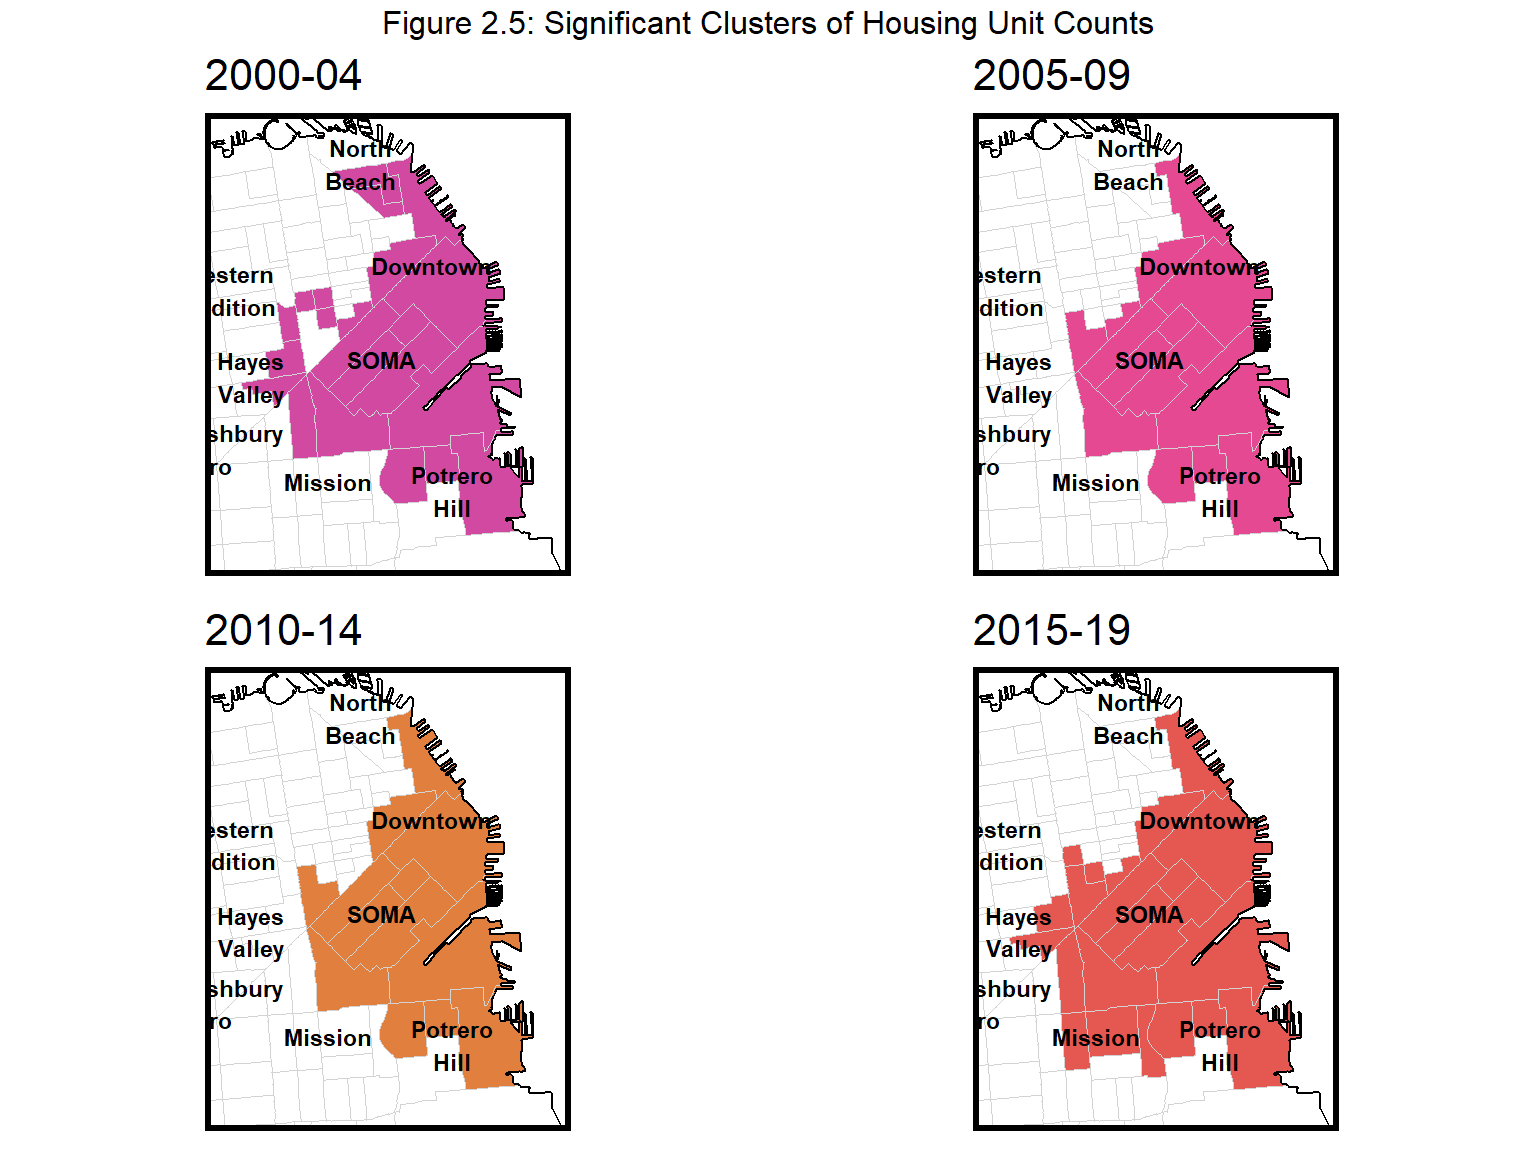 Figure 2.5: Significant Clusters of Housing Unit Counts
2000-04
North
Beach
Downtown
estern
dition
Hayes
Valley
SOMA
shbury
ro
Mission
Potrero
Hill
2005-09
North
Beach
Downtown
estern
dition
Hayes
Valley
SOMA
shbury
ro
Mission
Potrero
Hill
2010-14
North
Beach
Downtown
estern
dition
Hayes
Valley
SOMA
shbury
ro
Mission
Potrero
Hill
2015-19
North
Beach
Downtown
estern
dition
Hayes
Valley
SOMA
shbury
ro
Mission
Potrero
Hill